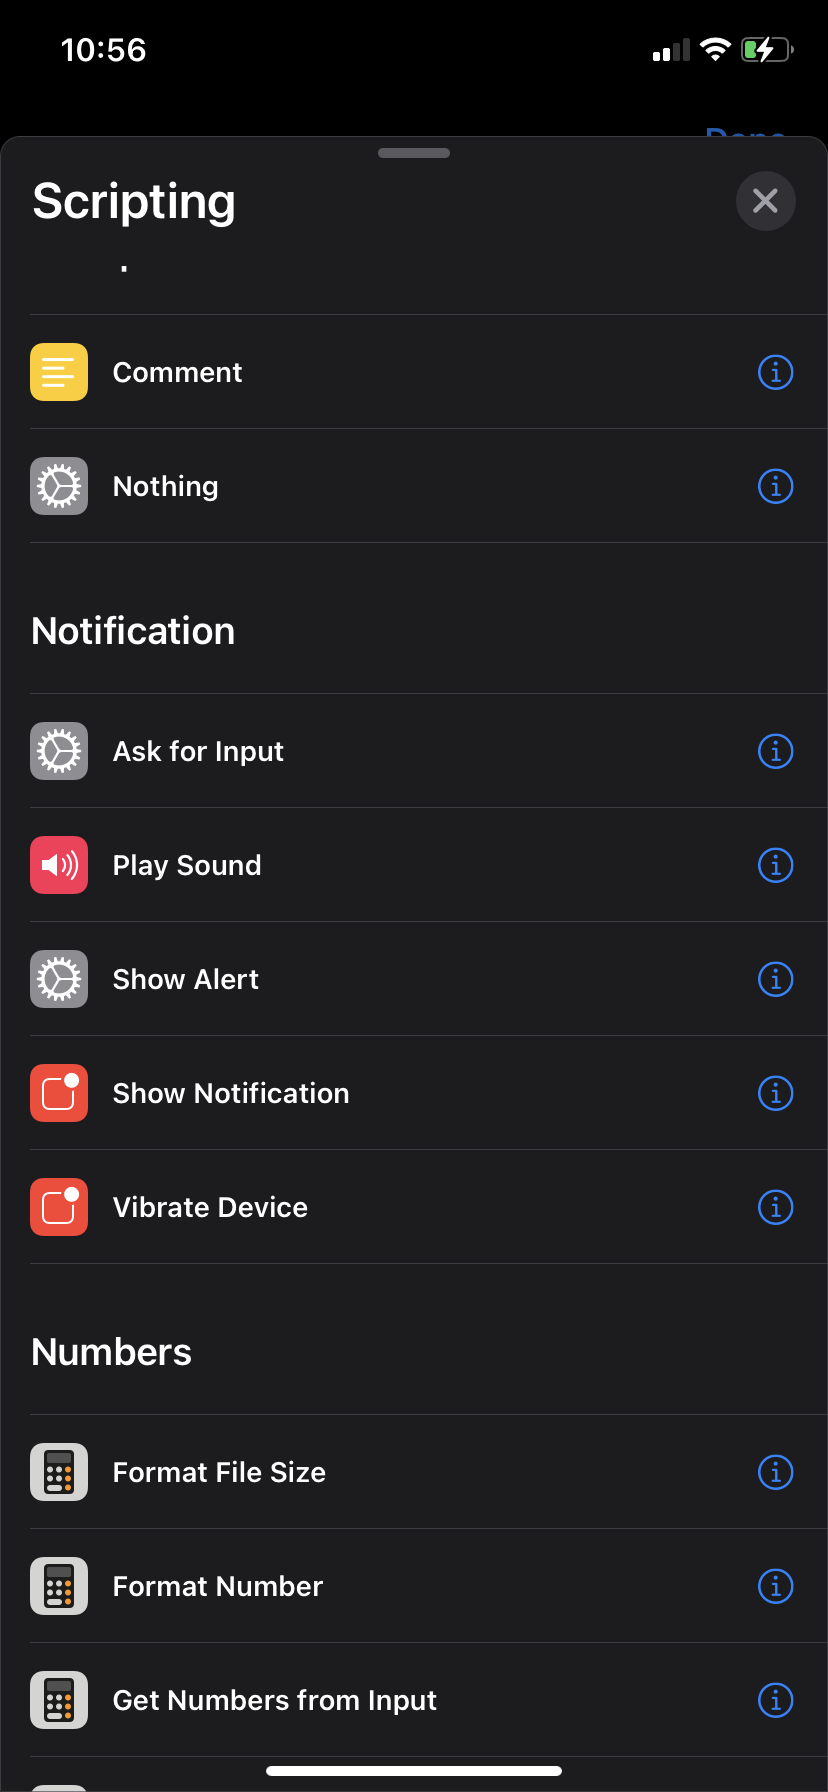 10:56
Done
Scripting
Comment
Nothing
Notification
Ask for Input
Play Sound
Show Alert
Show Notification
Vibrate Device
Numbers
Format File Size
Format Number
Get Numbers from Input